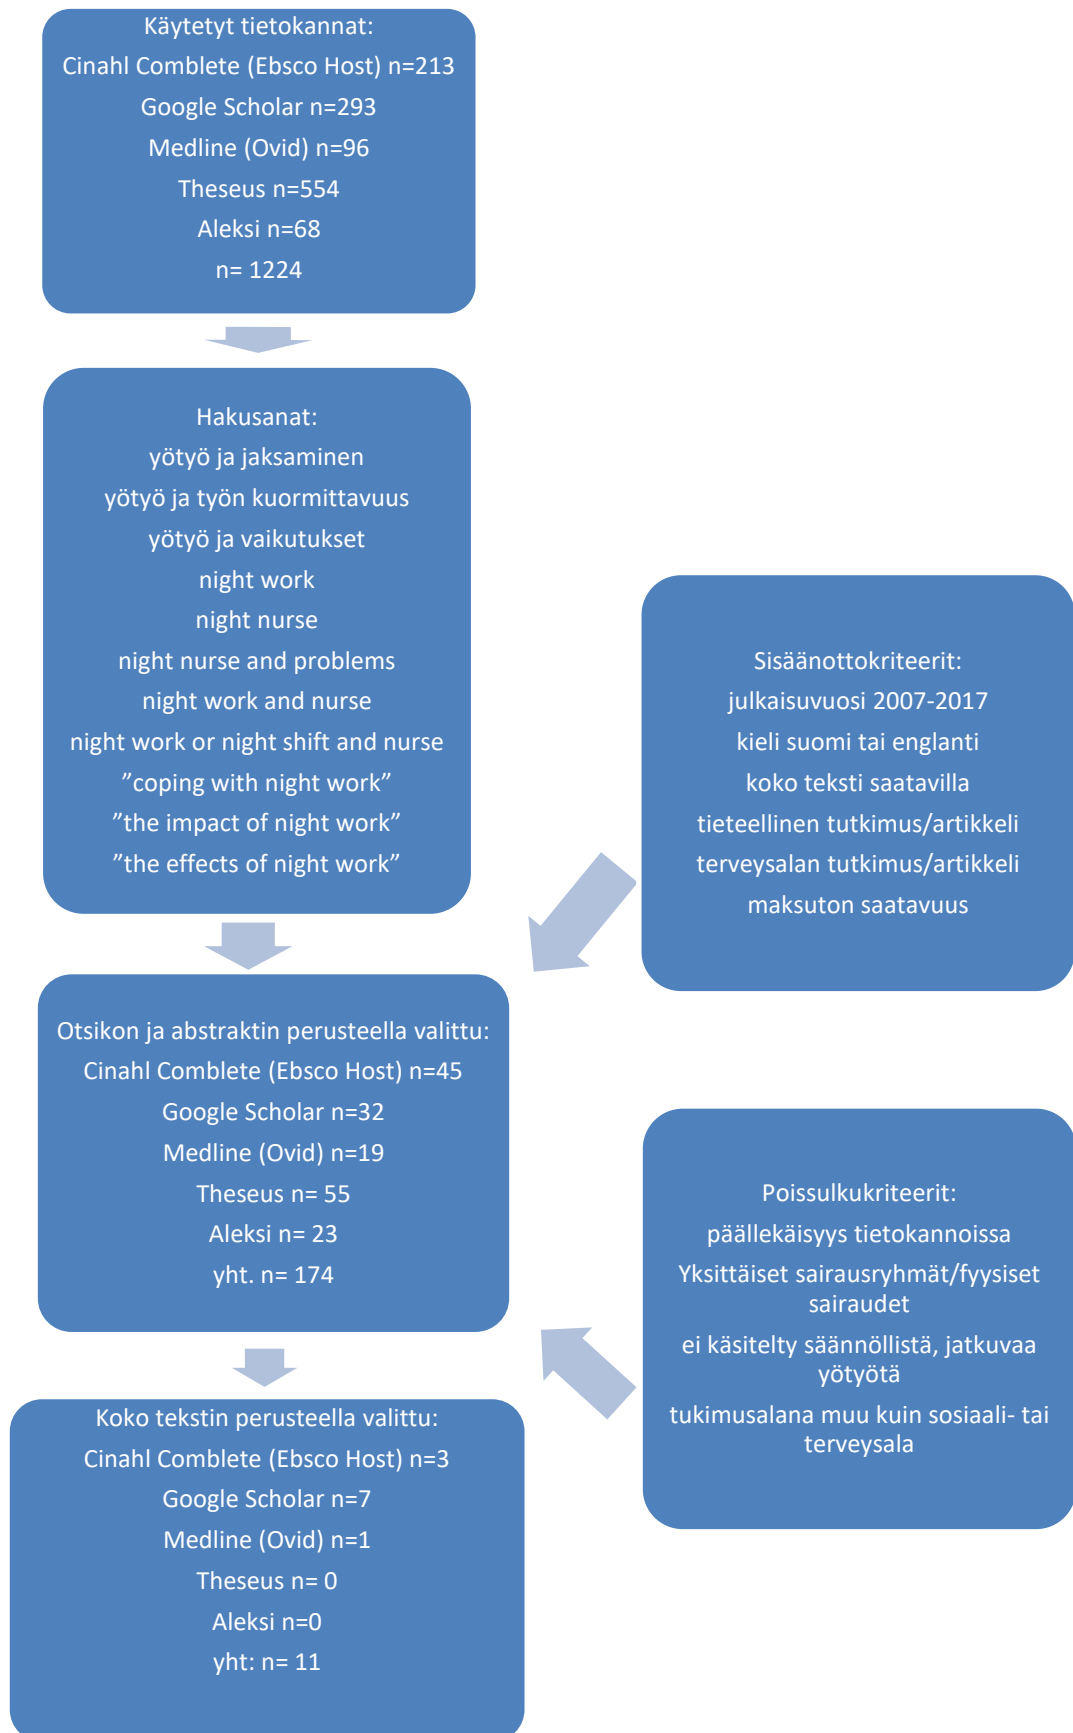 Käytetyt tietokannat:
Cinahl Comblete (Ebsco Host) n=213
Google Scholar n=293
Medline (Ovid) n=96
Theseus n=554
Aleksi n=68
n= 1224
Hakusanat:
yötyö ja jaksaminen
yötyö ja työn kuormittavuus
yötyö ja vaikutukset
night work
night nurse
night nurse and problems
night work and nurse
night work or night shift and nurse
”coping with night work”
”the impact of night work”
”the effects of night work”
Sisäänottokriteerit:
julkaisuvuosi 2007-2017
kieli suomi tai englanti
koko teksti saatavilla
tieteellinen tutkimus/artikkeli
terveysalan tutkimus/artikkeli
maksuton saatavuus
Otsikon ja abstraktin perusteella valittu:
Cinahl Comblete (Ebsco Host) n=45
Google Scholar n=32
Medline (Ovid) n=19
Theseus n= 55
Aleksi n= 23
yht. n= 174
Poissulkukriteerit:
päällekäisyys tietokannoissa
Yksittäiset sairausryhmät/fyysiset
sairaudet
ei käsitelty säännöllistä, jatkuvaa
yötyötä
tukimusalana muu kuin sosiaali- tai
terveysala
Koko tekstin perusteella valittu:
Cinahl Comblete (Ebsco Host) n=3
Google Scholar n=7
Medline (Ovid) n=1
Theseus n= 0
Aleksi n=0
yht: n= 11